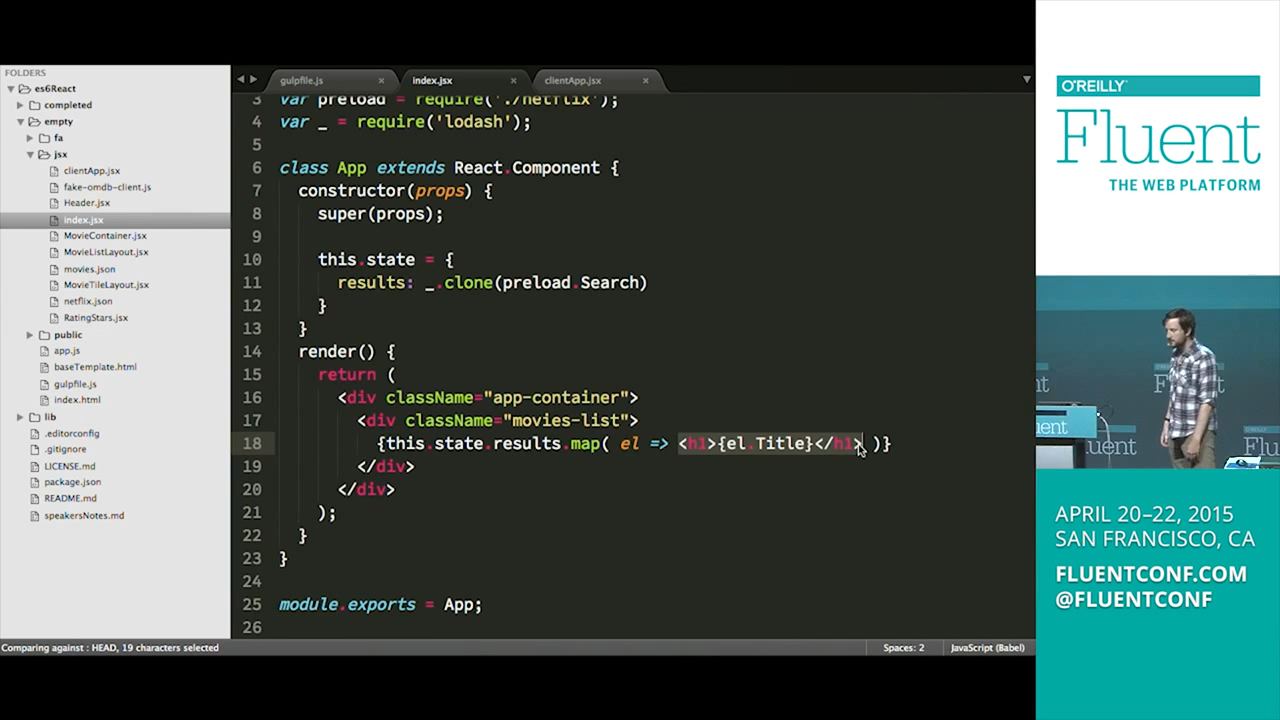 FOLDERS
es6React
completed
empty
fa
jsx
clientApp.jsx
fake-omdb-client.js
Header.jsx
index.jsx
MovieContainer.jsx
MovieListLayout.jsx
movies.json
MovieTileLayout.jsx
netflix.json
RatingStars.jsx
public
app.js
baseTemplate.html
gulpfile.js
index.html
lib
.editorconfig
.gitignore
LICENSE.md
package.json
README.md
speakersNotes.md
gulpfile.js × index.jsx × clientApp.jsx ×
3 var preload = require('./netflix');
4 var _ = require('lodash');
5
6 class App extends React.Component {
7 constructor(props) {
8 super(props);
9
10 this.state = {
11 results: _.clone(preload.Search)
12 }
13 }
14 render() {
15 return (
16 <div className="app-container">
17 <div className="movies-list">
18 {this.state.results.map( el => <h1>{el.Title}</h1> )}
19 </div>
20 </div>
21 );
22 }
23 }
24
25 module.exports = App;
26
Comparing against : HEAD, 19 characters selected
Spaces: 2
JavaScript (Babel)
O'REILLY
Fluent
THE WEB PLATFORM
APRIL 20–22, 2015
SAN FRANCISCO, CA
FLUENTCONF.COM
@FLUENTCONF